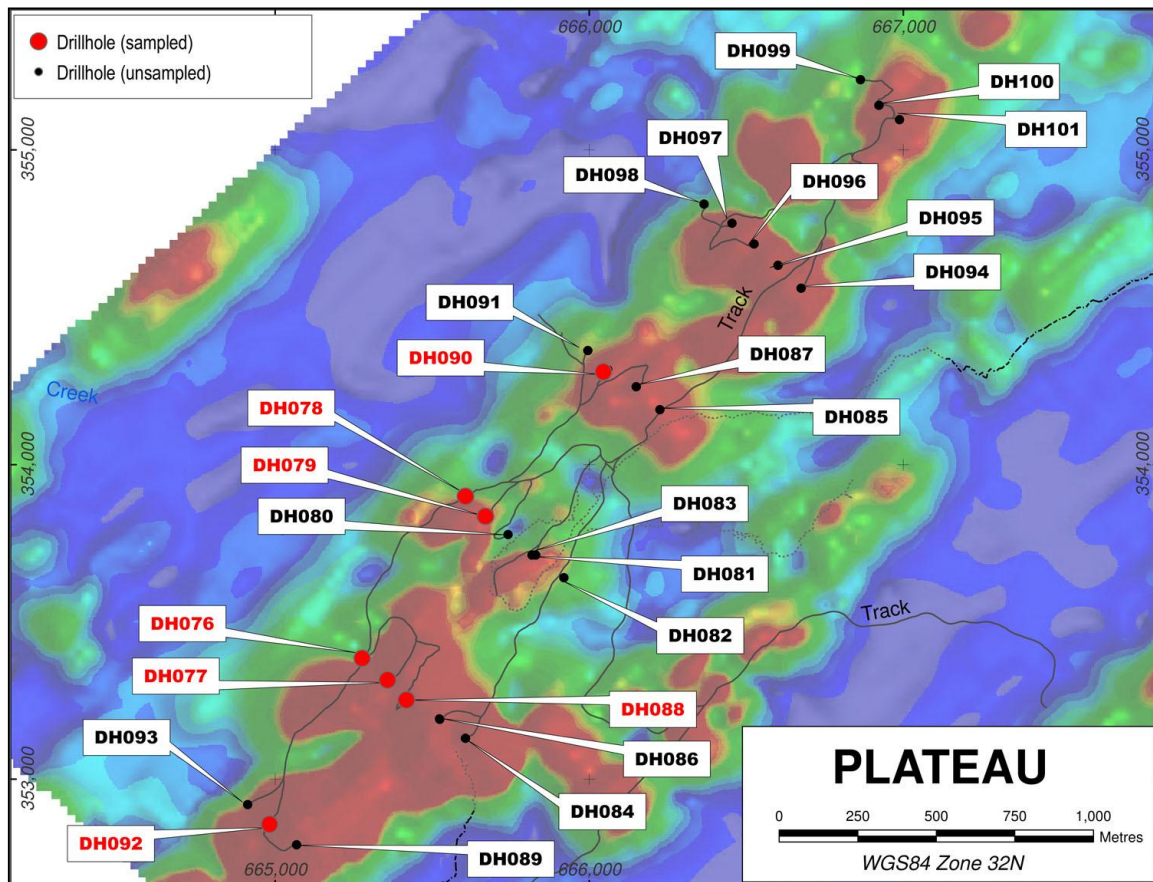 Drillhole (sampled)
Drillhole (unsampled)
666,000
667,000
DH099
DH100
DH101
DH097
DH098
DH096
355,000
355,000
DH095
DH094
DH091
Track
DH090
DH087
Creek
DH078
DH085
DH079
354,000
354,000
DH080
DH083
DH081
DH076
Track
DH082
DH077
DH088
DH093
DH086
353,000
DH084
DH092
DH089
665,000
666,000
PLATEAU
0 250 500 750 1,000
Metres
WGS84 Zone 32N